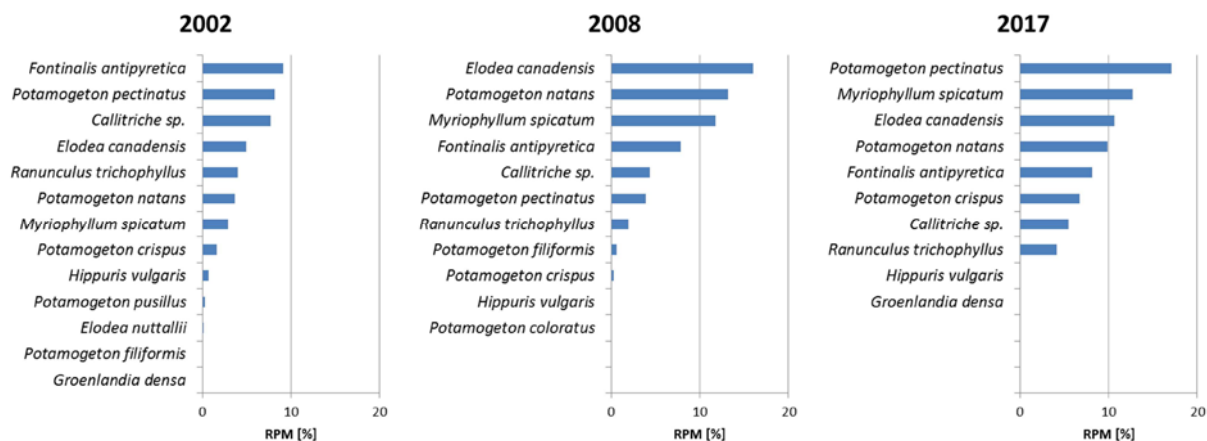 2002
Fontinalis antipyretica
Potamogeton pectinatus
Callitriche sp.
Elodea canadensis
Ranunculus trichophyllus
Potamogeton natans
Myriophyllum spicatum
Potamogeton crispus
Hippuris vulgaris
Potamogeton pusillus
Elodea nuttallii
Potamogeton filiformis
Groenlandia densa
0 10 20
RPM [%]
2008
Elodea canadensis
Potamogeton natans
Myriophyllum spicatum
Fontinalis antipyretica
Callitriche sp.
Potamogeton pectinatus
Ranunculus trichophyllus
Potamogeton filiformis
Potamogeton crispus
Hippuris vulgaris
Potamogeton coloratus
0 10 20
RPM [%]
2017
Potamogeton pectinatus
Myriophyllum spicatum
Elodea canadensis
Potamogeton natans
Fontinalis antipyretica
Potamogeton crispus
Callitriche sp.
Ranunculus trichophyllus
Hippuris vulgaris
Groenlandia densa
0 10 20
RPM [%]